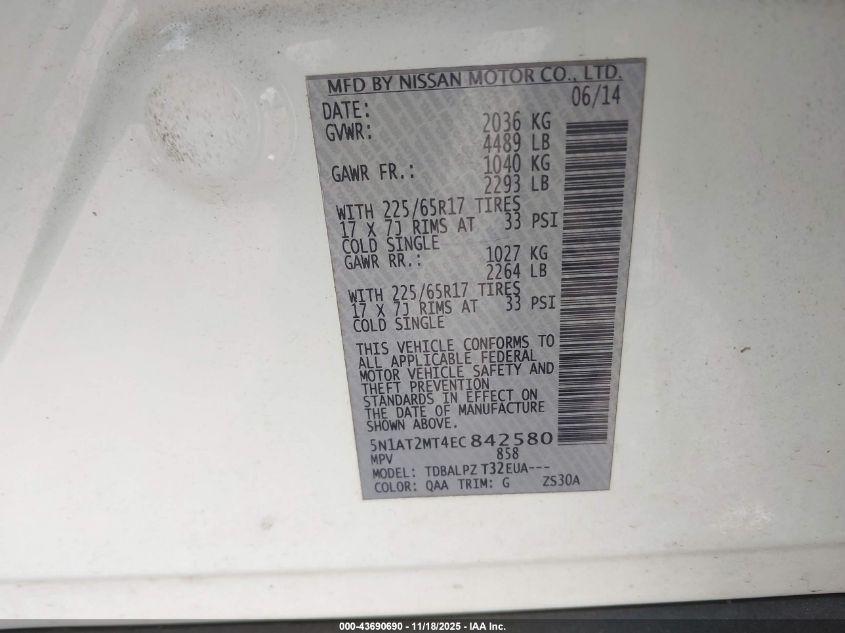 MFD BY NISSAN MOTOR CO., LTD.
DATE: 06/14
GVWR: 2036 KG
4489 LB
GAWR FR.: 1040 KG
2293 LB
WITH 225/65R17 TIRES
17 X 7J RIMS AT 33 PSI
COLD SINGLE
GAWR RR.: 1027 KG
2264 LB
WITH 225/65R17 TIRES
17 X 7J RIMS AT 33 PSI
COLD SINGLE
THIS VEHICLE CONFORMS TO
ALL APPLICABLE FEDERAL
MOTOR VEHICLE SAFETY AND
THEFT PREVENTION
STANDARDS IN EFFECT ON
THE DATE OF MANUFACTURE
SHOWN ABOVE.
5N1AT2MT4EC842580
MPV 858
MODEL: TDBALPZ T32EUA---
COLOR: QAA TRIM: G ZS30A
000-43690690 - 11/18/2025 - IAA Inc.